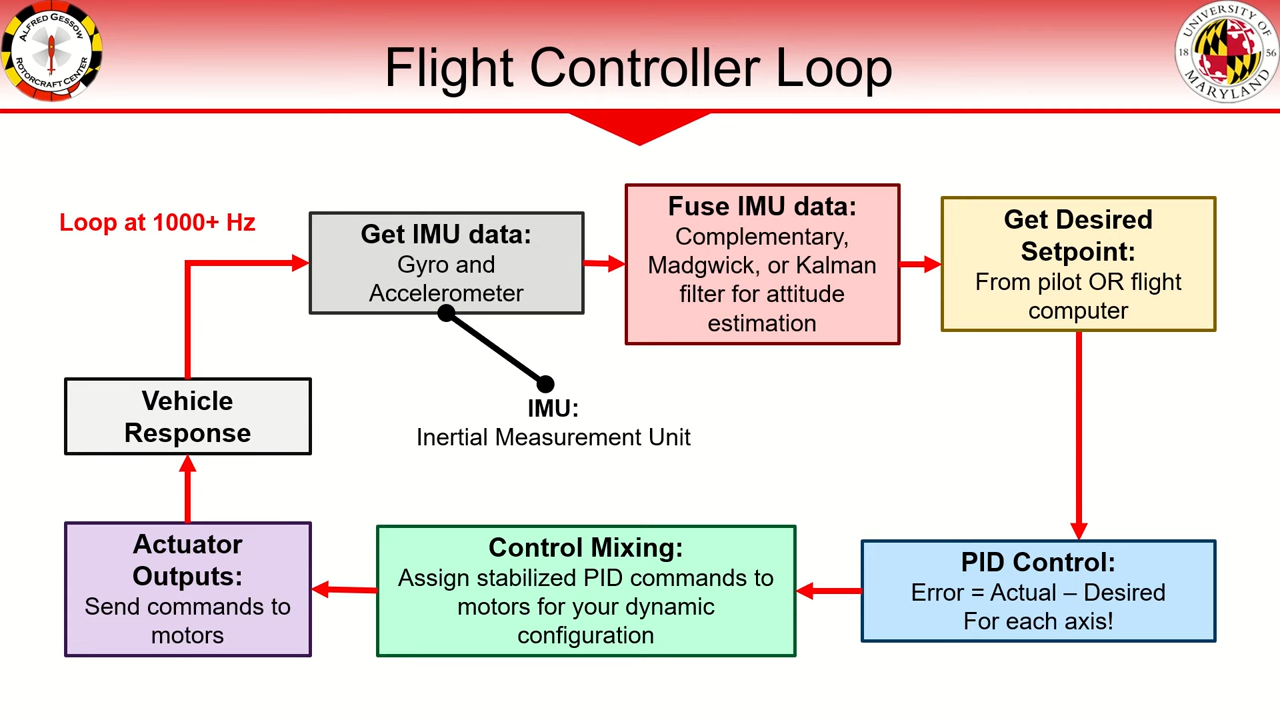 ALFRED GESSOW
ROTORCRAFT CENTER
Flight Controller Loop
UNIVERSITY OF
18 56
MARYLAND
Loop at 1000+ Hz
Get IMU data:
Gyro and
Accelerometer
Fuse IMU data:
Complementary,
Madgwick, or Kalman
filter for attitude
estimation
Get Desired
Setpoint:
From pilot OR flight
computer
IMU:
Inertial Measurement Unit
Vehicle
Response
Actuator
Outputs:
Send commands to
motors
Control Mixing:
Assign stabilized PID commands to
motors for your dynamic
configuration
PID Control:
Error = Actual – Desired
For each axis!